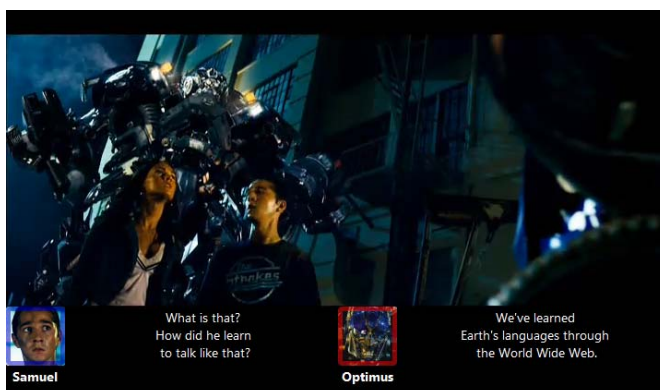 What is that?
How did he learn
to talk like that?
We've learned
Earth's languages through
the World Wide Web.
Samuel
Optimus